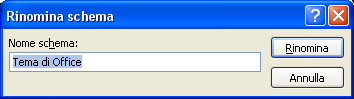 Rinomina schema
Nome schema:
Tema di Office
Rinomina
Annulla